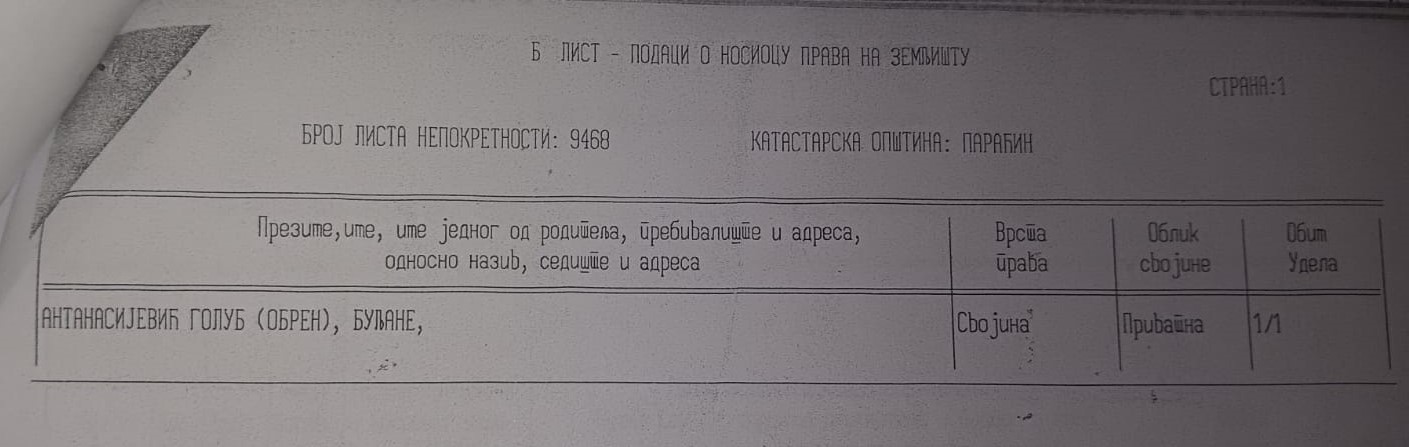 Б ЛИСТ - ПОДАЦИ О НОСИОЦУ ПРАВА НА ЗЕМЉИШТУ
СТРАНА:1
БРОЈ ЛИСТА НЕПОКРЕТНОСТИ: 9468 КАТАСТАРСКА ОПШТИНА: ПАРАЋИН
Презиме,име, име једног од родитеља, пребивалиште и адреса, Врста Облик Обим
односно назив, седиште и адреса права својине Удела
АНТАНАСИЈЕВИЋ ГОЛУБ (ОБРЕН), БУЉАНЕ, Својина Приватна 1/1